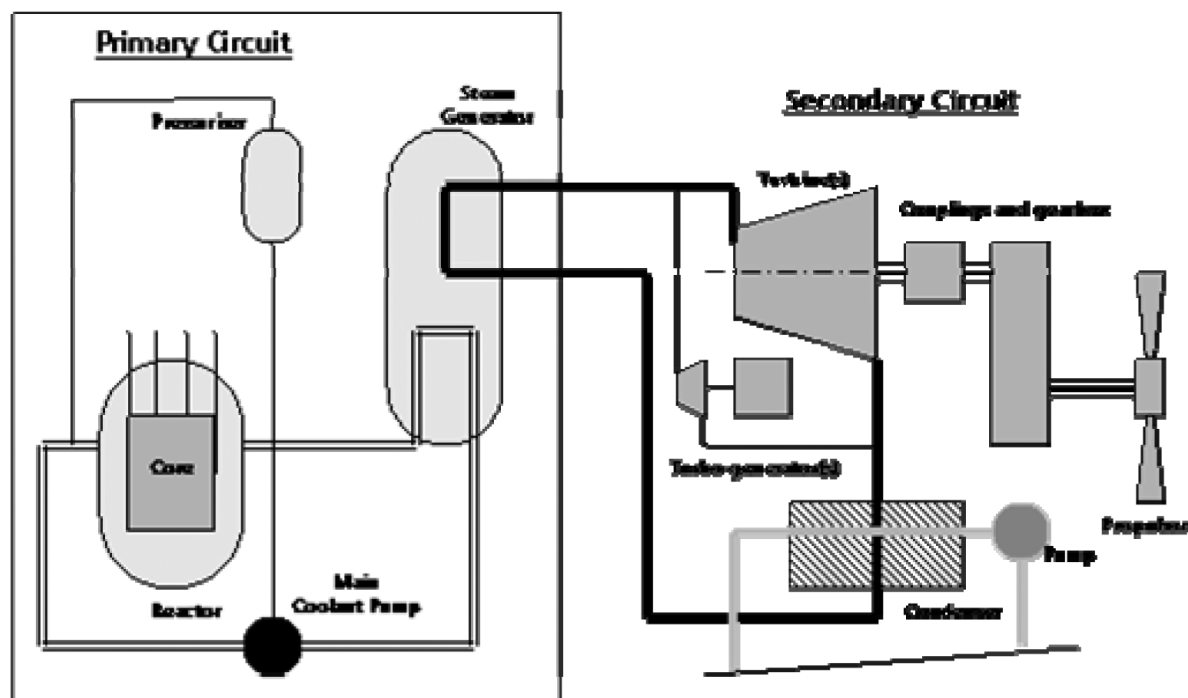 Primary Circuit
Steam
Generator
Pressuriser
Secondary Circuit
Turbine(s)
Couplings and gearbox
Core
Turbo-generator(s)
Propeller
Pump
Main
Coolant Pump
Reactor
Condenser